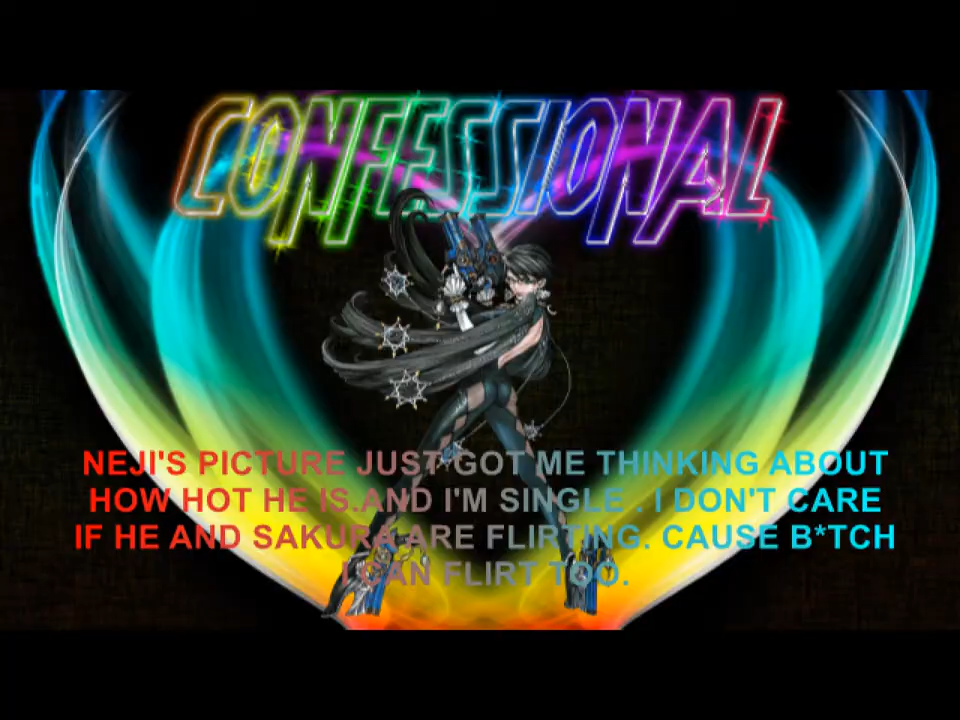 CONFESSIONAL
NEJI'S PICTURE JUST GOT ME THINKING ABOUT
HOW HOT HE IS.AND I'M SINGLE . I DON'T CARE
IF HE AND SAKURA ARE FLIRTING. CAUSE B*TCH
I CAN FLIRT TOO.